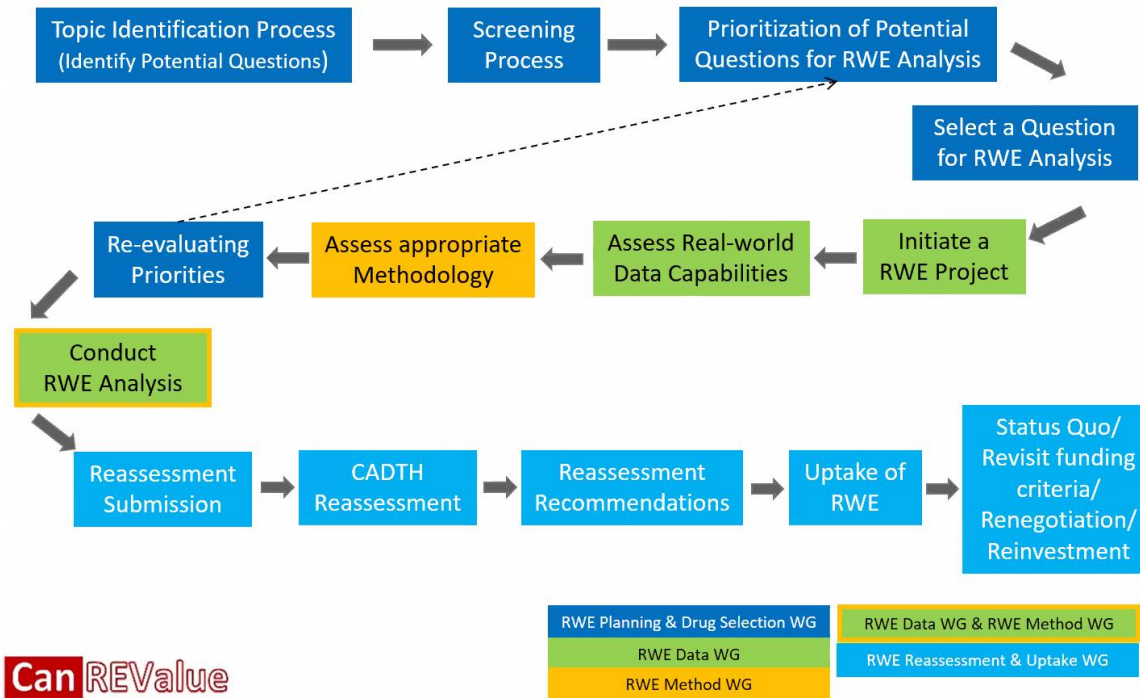 Topic Identification Process
(Identify Potential Questions)
Screening
Process
Prioritization of Potential
Questions for RWE Analysis
Select a Question
for RWE Analysis
Re-evaluating
Priorities
Assess appropriate
Methodology
Assess Real-world
Data Capabilities
Initiate a
RWE Project
Conduct
RWE Analysis
Reassessment
Submission
CADTH
Reassessment
Reassessment
Recommendations
Uptake of
RWE
Status Quo/
Revisit funding
criteria/
Renegotiation/
Reinvestment
RWE Planning & Drug Selection WG
RWE Data WG
RWE Method WG
RWE Data WG & RWE Method WG
RWE Reassessment & Uptake WG
Can REValue